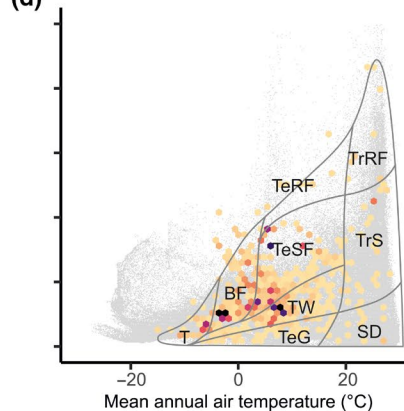 (d)
TrRF
TeRF
TeSF
TrS
BF
TW
T
TeG
SD
−20
0
20
Mean annual air temperature (°C)